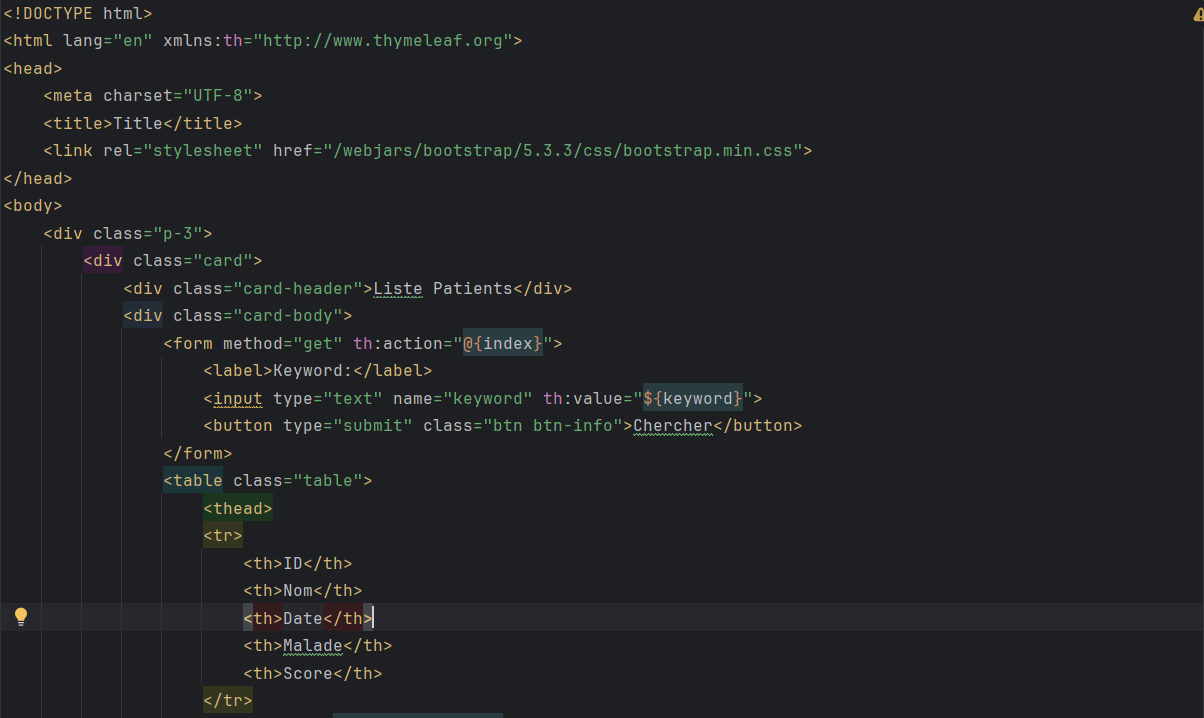 <!DOCTYPE html>
<html lang="en" xmlns:th="http://www.thymeleaf.org">
<head>
    <meta charset="UTF-8">
    <title>Title</title>
    <link rel="stylesheet" href="/webjars/bootstrap/5.3.3/css/bootstrap.min.css">
</head>
<body>
    <div class="p-3">
        <div class="card">
            <div class="card-header">Liste Patients</div>
            <div class="card-body">
                <form method="get" th:action="@{index}">
                    <label>Keyword:</label>
                    <input type="text" name="keyword" th:value="${keyword}">
                    <button type="submit" class="btn btn-info">Chercher</button>
                </form>
                <table class="table">
                    <thead>
                    <tr>
                        <th>ID</th>
                        <th>Nom</th>
                        <th>Date</th>
                        <th>Malade</th>
                        <th>Score</th>
                    </tr>